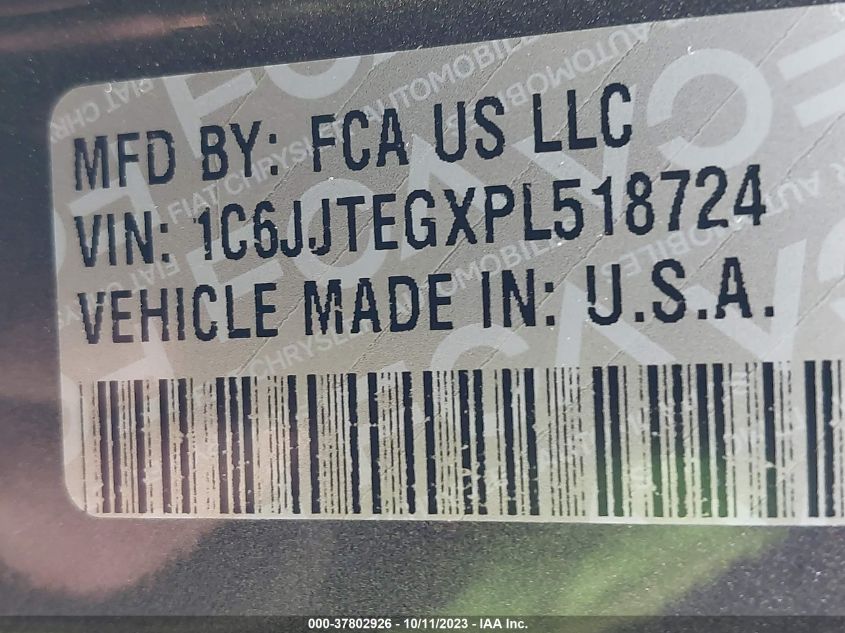 MFD BY: FCA US LLC
VIN: 1C6JJTEGXPL518724
VEHICLE MADE IN: U.S.A.
000-37802926 - 10/11/2023 - IAA Inc.